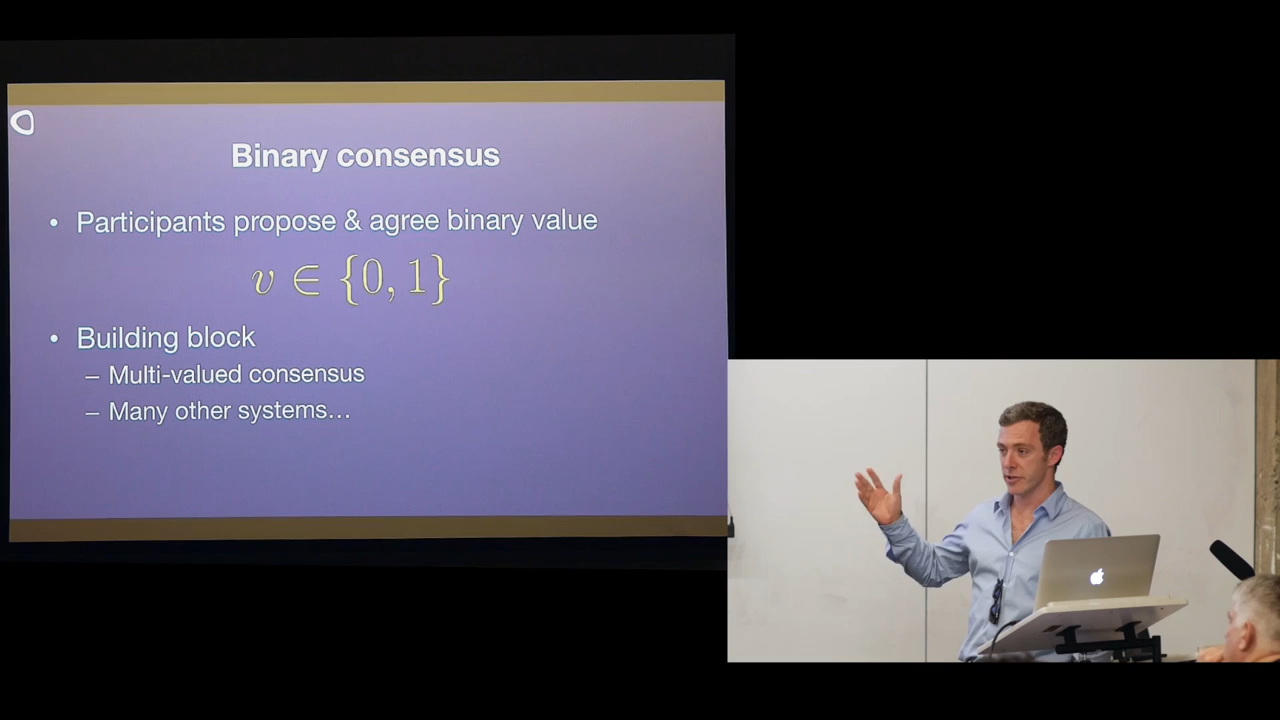 Binary consensus
• Participants propose & agree binary value
v ∈ {0, 1}
• Building block
– Multi-valued consensus
– Many other systems…